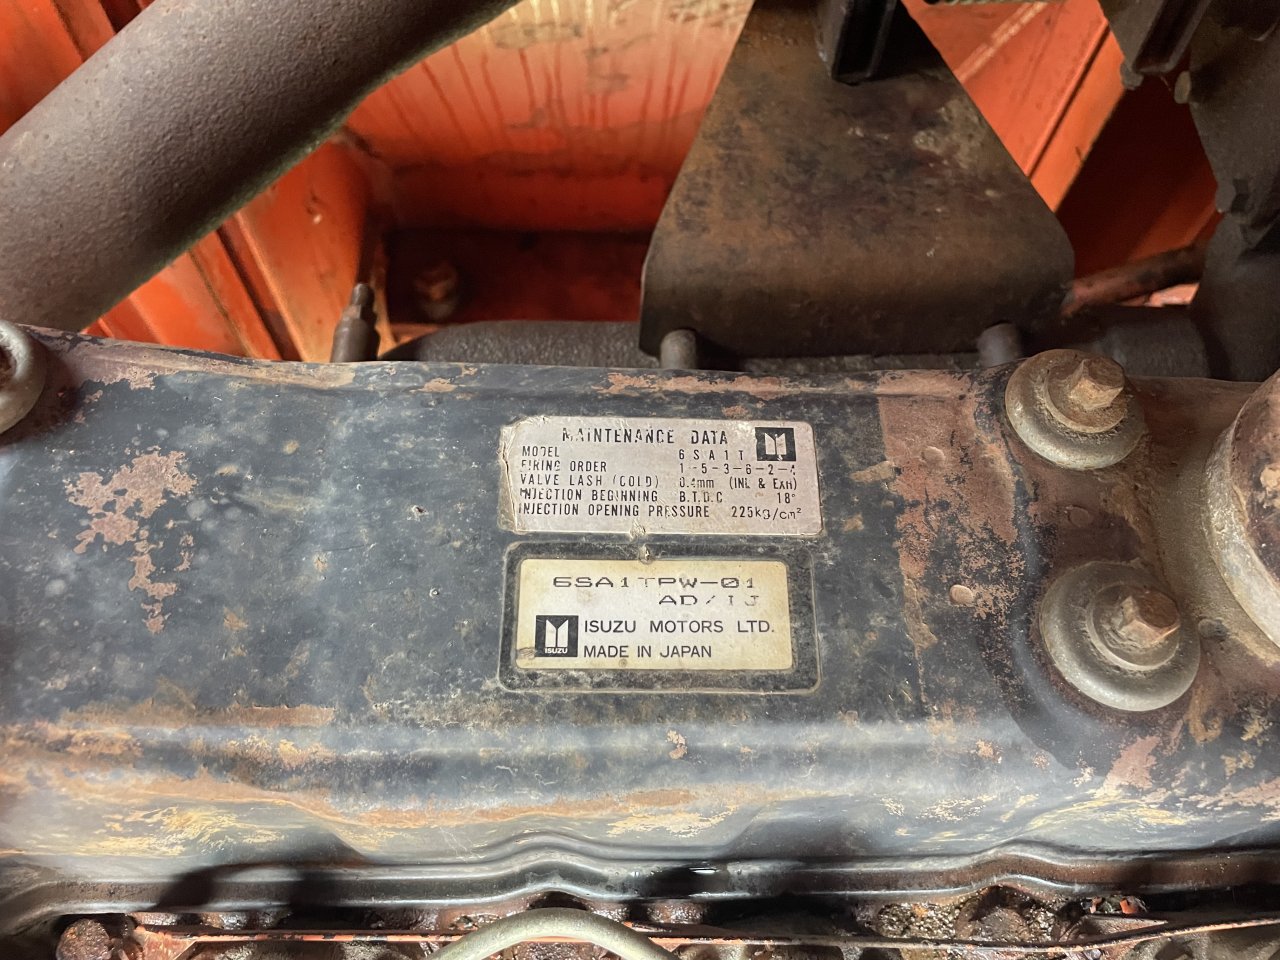 MAINTENANCE DATA
MODEL 6SA1T
FIRING ORDER 1-5-3-6-2-4
VALVE LASH (COLD) 0.4mm (INL & EXH)
INJECTION BEGINNING B.T.D.C 18°
INJECTION OPENING PRESSURE 225kg/cm²
6SA1TPW-01
AD/IJ
ISUZU MOTORS LTD.
ISUZU MADE IN JAPAN